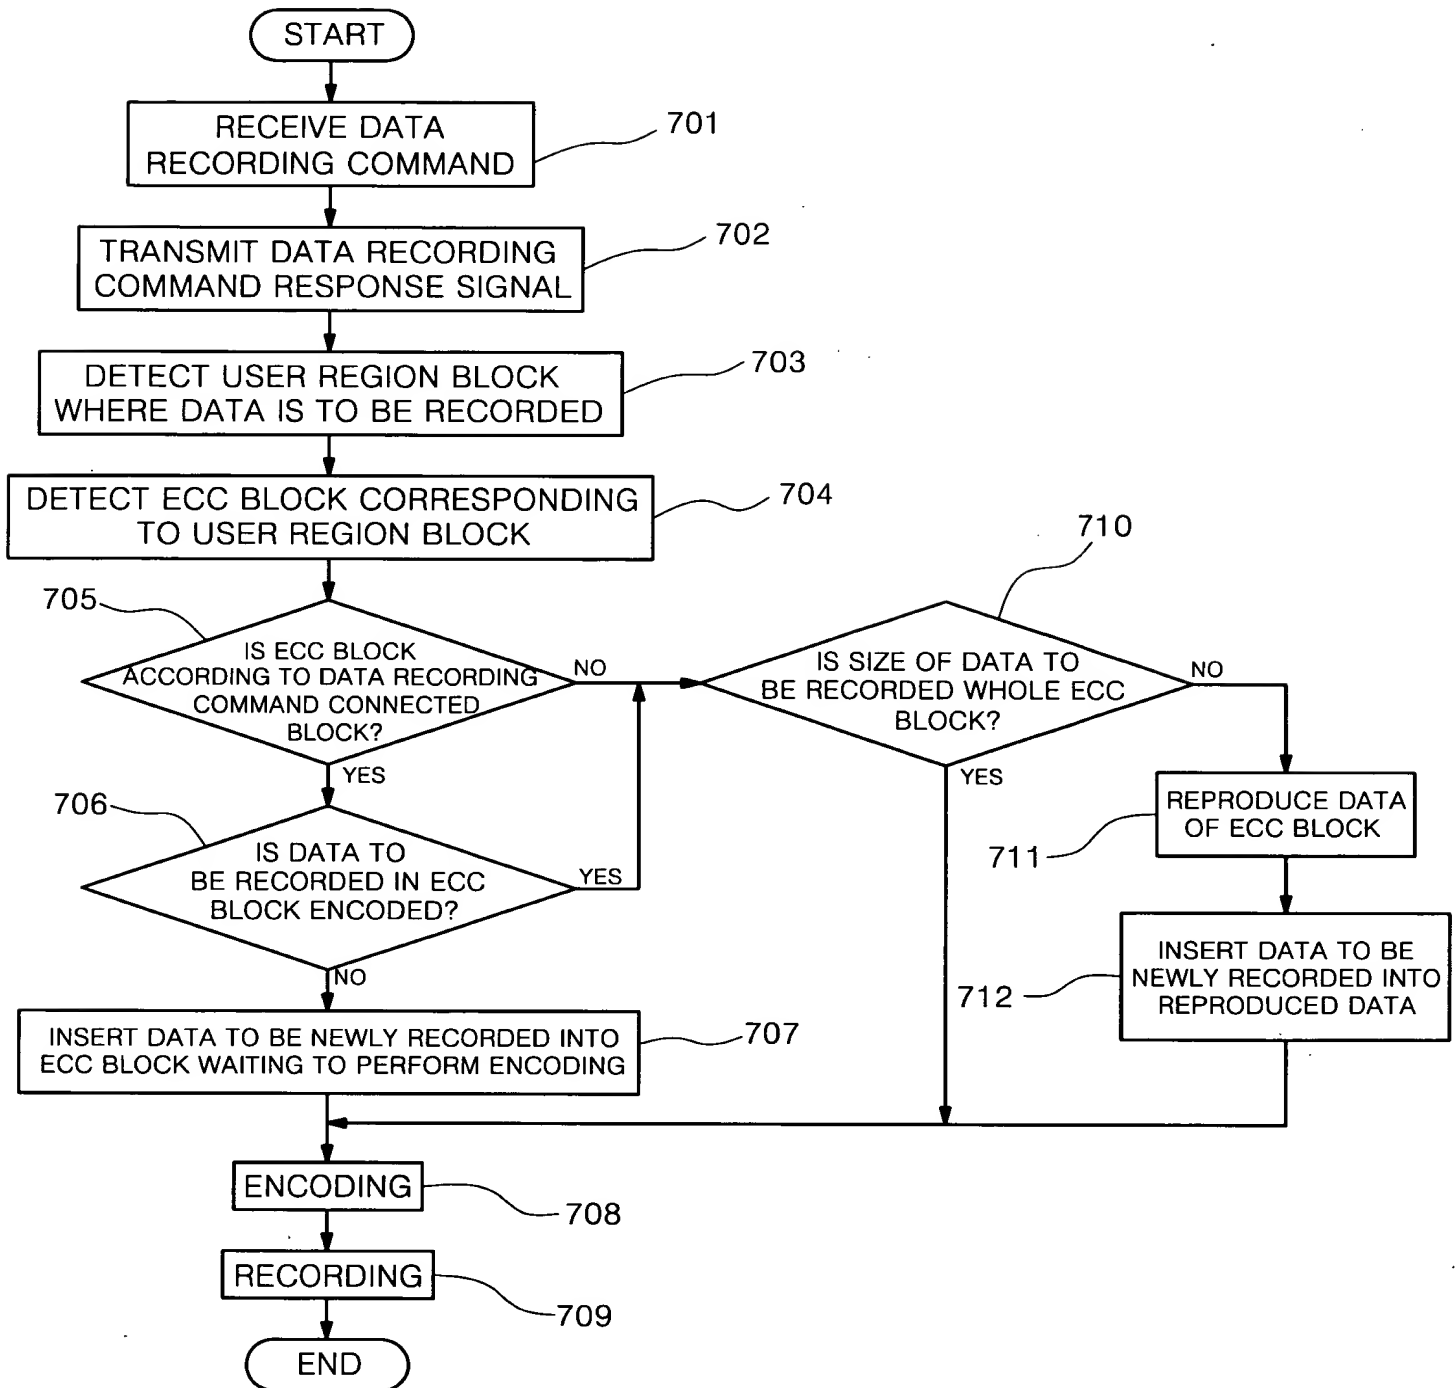 START
RECEIVE DATA
RECORDING COMMAND
701
TRANSMIT DATA RECORDING
COMMAND RESPONSE SIGNAL
702
DETECT USER REGION BLOCK
WHERE DATA IS TO BE RECORDED
703
DETECT ECC BLOCK CORRESPONDING
TO USER REGION BLOCK
704
705
IS ECC BLOCK
ACCORDING TO DATA RECORDING
COMMAND CONNECTED
BLOCK?
NO
YES
706
IS DATA TO
BE RECORDED IN ECC
BLOCK ENCODED?
YES
NO
INSERT DATA TO BE NEWLY RECORDED INTO
ECC BLOCK WAITING TO PERFORM ENCODING
707
710
IS SIZE OF DATA TO
BE RECORDED WHOLE ECC
BLOCK?
NO
YES
REPRODUCE DATA
OF ECC BLOCK
711
INSERT DATA TO BE
NEWLY RECORDED INTO
REPRODUCED DATA
712
ENCODING
708
RECORDING
709
END